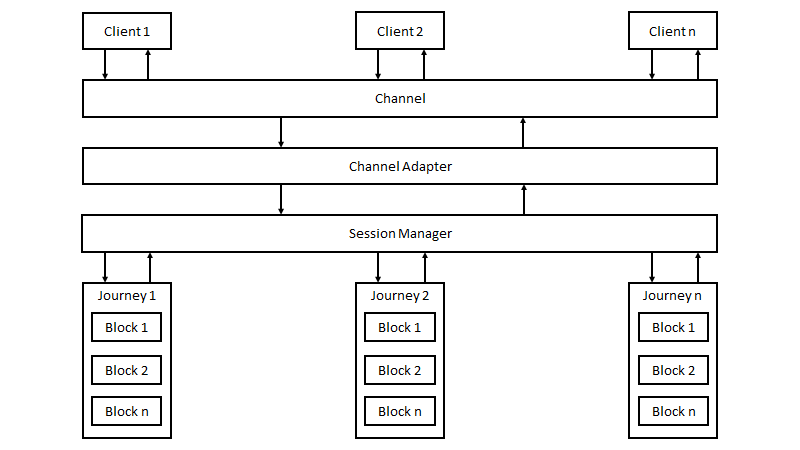 Client 1
Client 2
Client n
Channel
Channel Adapter
Session Manager
Journey 1
Block 1
Block 2
Block n
Journey 2
Block 1
Block 2
Block n
Journey n
Block 1
Block 2
Block n